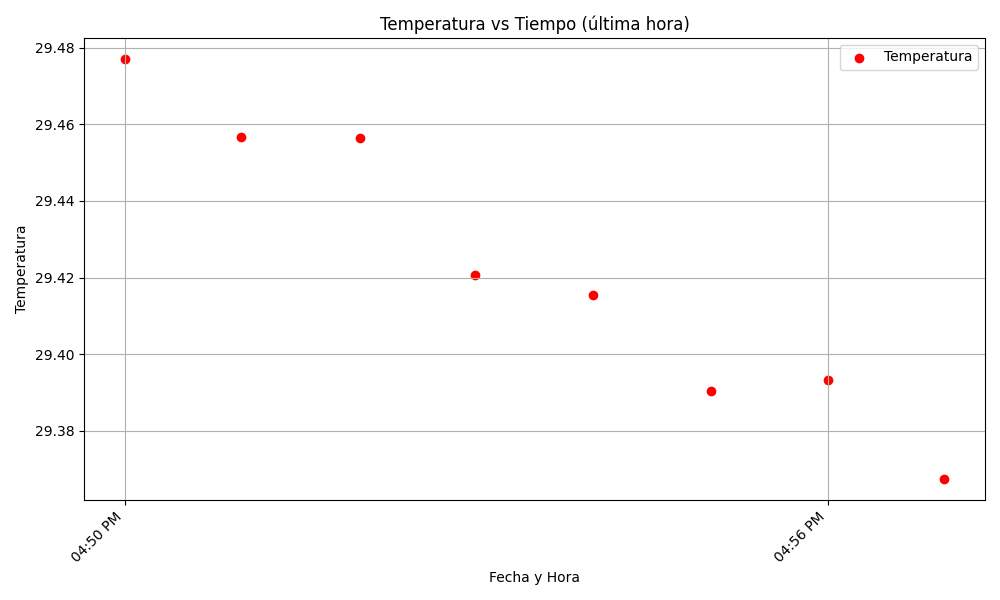 Temperatura vs Tiempo (última hora)
Temperatura
29.48
29.46
29.44
29.42
29.40
29.38
Temperatura
04:50 PM
04:56 PM
Fecha y Hora